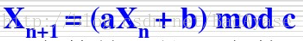 Xₙ₊₁ = (aXₙ + b) mod c